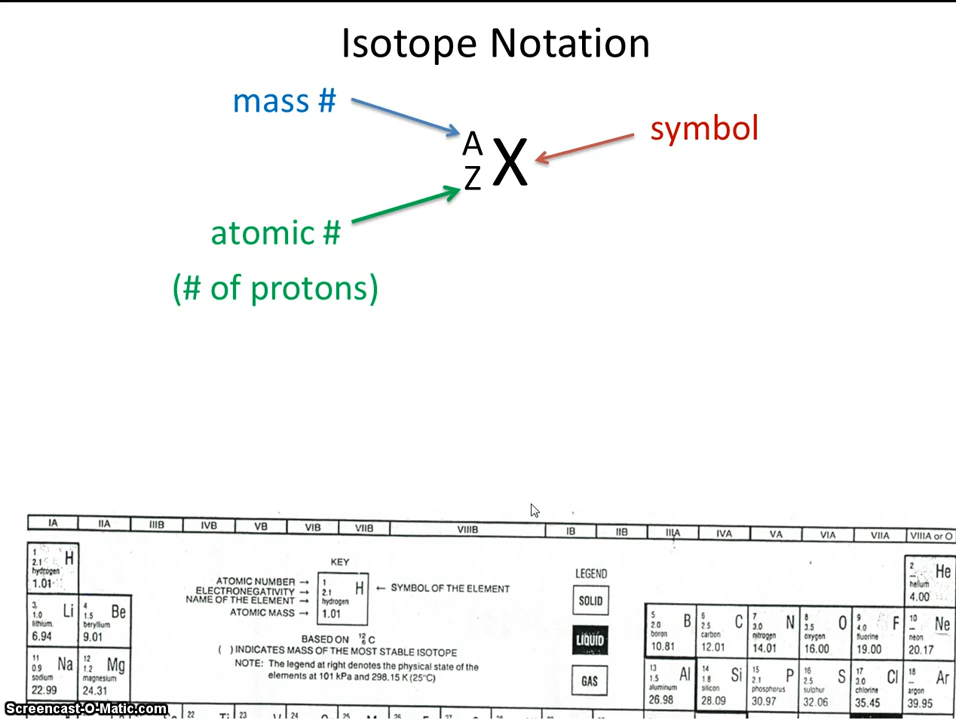 Isotope Notation
mass #
symbol
A
Z X
atomic #
(# of protons)
IA IIA IIIB IVB VB VIB VIIB VIIIB IB IIB IIIA IVA VA VIA VIIA VIIIA or O
1 H
2.1
hydrogen
1.01
KEY
ATOMIC NUMBER → 1 H ← SYMBOL OF THE ELEMENT
ELECTRONEGATIVITY → 2.1
NAME OF THE ELEMENT → hydrogen
ATOMIC MASS → 1.01
BASED ON 12 6 C
( ) INDICATES MASS OF THE MOST STABLE ISOTOPE
NOTE: The legend at right denotes the physical state of the
elements at 101 kPa and 298.15 K (25°C)
LEGEND
SOLID
LIQUID
GAS
2 He
—
helium
4.00
3 Li
1.0
lithium
6.94
4 Be
1.5
beryllium
9.01
5 B
2.0
boron
10.81
6 C
2.5
carbon
12.01
7 N
3.0
nitrogen
14.01
8 O
3.5
oxygen
16.00
9 F
4.0
fluorine
19.00
10 Ne
—
neon
20.17
11 Na
0.9
sodium
22.99
12 Mg
1.2
magnesium
24.31
13 Al
1.5
aluminum
26.98
14 Si
1.8
silicon
28.09
15 P
2.1
phosphorus
30.97
16 S
2.5
sulphur
32.06
17 Cl
3.0
chlorine
35.45
18 Ar
—
argon
39.95
22 23 24 25 26 27
Screencast-O-Matic.com